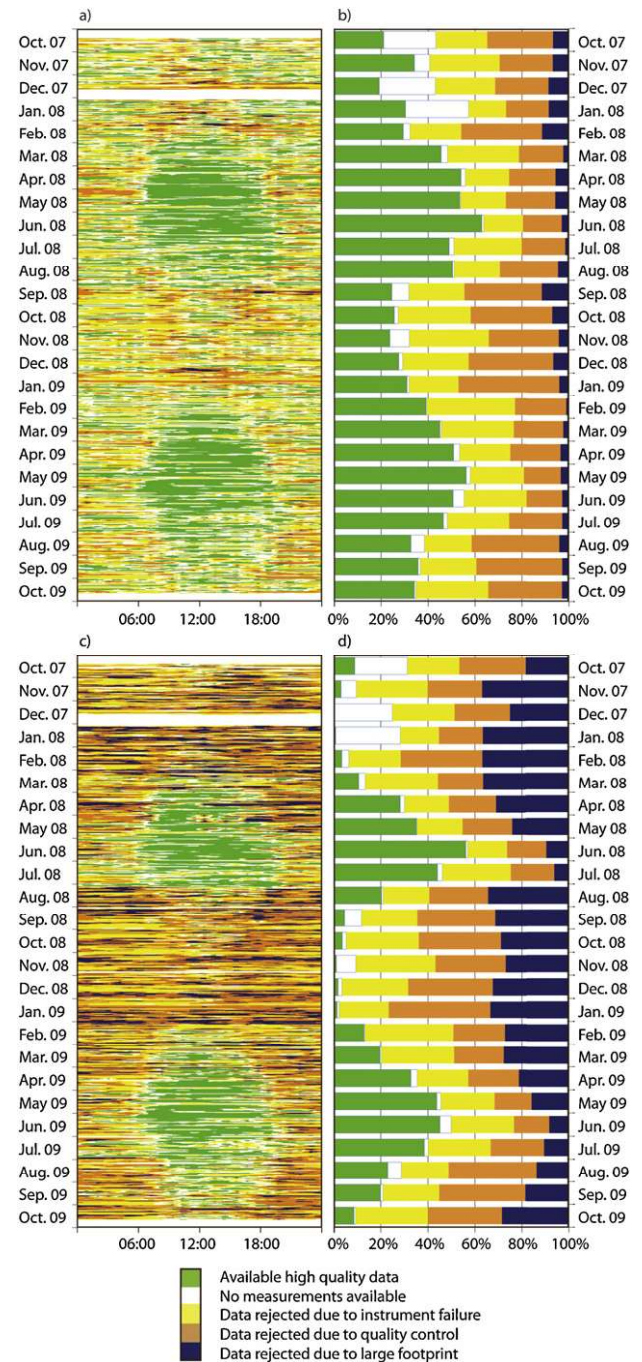 a)
b)
Oct. 07
Oct. 07
Nov. 07
Nov. 07
Dec. 07
Dec. 07
Jan. 08
Jan. 08
Feb. 08
Feb. 08
Mar. 08
Mar. 08
Apr. 08
Apr. 08
May 08
May 08
Jun. 08
Jun. 08
Jul. 08
Jul. 08
Aug. 08
Aug. 08
Sep. 08
Sep. 08
Oct. 08
Oct. 08
Nov. 08
Nov. 08
Dec. 08
Dec. 08
Jan. 09
Jan. 09
Feb. 09
Feb. 09
Mar. 09
Mar. 09
Apr. 09
Apr. 09
May 09
May 09
Jun. 09
Jun. 09
Jul. 09
Jul. 09
Aug. 09
Aug. 09
Sep. 09
Sep. 09
Oct. 09
Oct. 09
06:00 12:00 18:00
0% 20% 40% 60% 80% 100%
c)
d)
Oct. 07
Oct. 07
Nov. 07
Nov. 07
Dec. 07
Dec. 07
Jan. 08
Jan. 08
Feb. 08
Feb. 08
Mar. 08
Mar. 08
Apr. 08
Apr. 08
May 08
May 08
Jun. 08
Jun. 08
Jul. 08
Jul. 08
Aug. 08
Aug. 08
Sep. 08
Sep. 08
Oct. 08
Oct. 08
Nov. 08
Nov. 08
Dec. 08
Dec. 08
Jan. 09
Jan. 09
Feb. 09
Feb. 09
Mar. 09
Mar. 09
Apr. 09
Apr. 09
May 09
May 09
Jun. 09
Jun. 09
Jul. 09
Jul. 09
Aug. 09
Aug. 09
Sep. 09
Sep. 09
Oct. 09
Oct. 09
06:00 12:00 18:00
0% 20% 40% 60% 80% 100%
Available high quality data
No measurements available
Data rejected due to instrument failure
Data rejected due to quality control
Data rejected due to large footprint